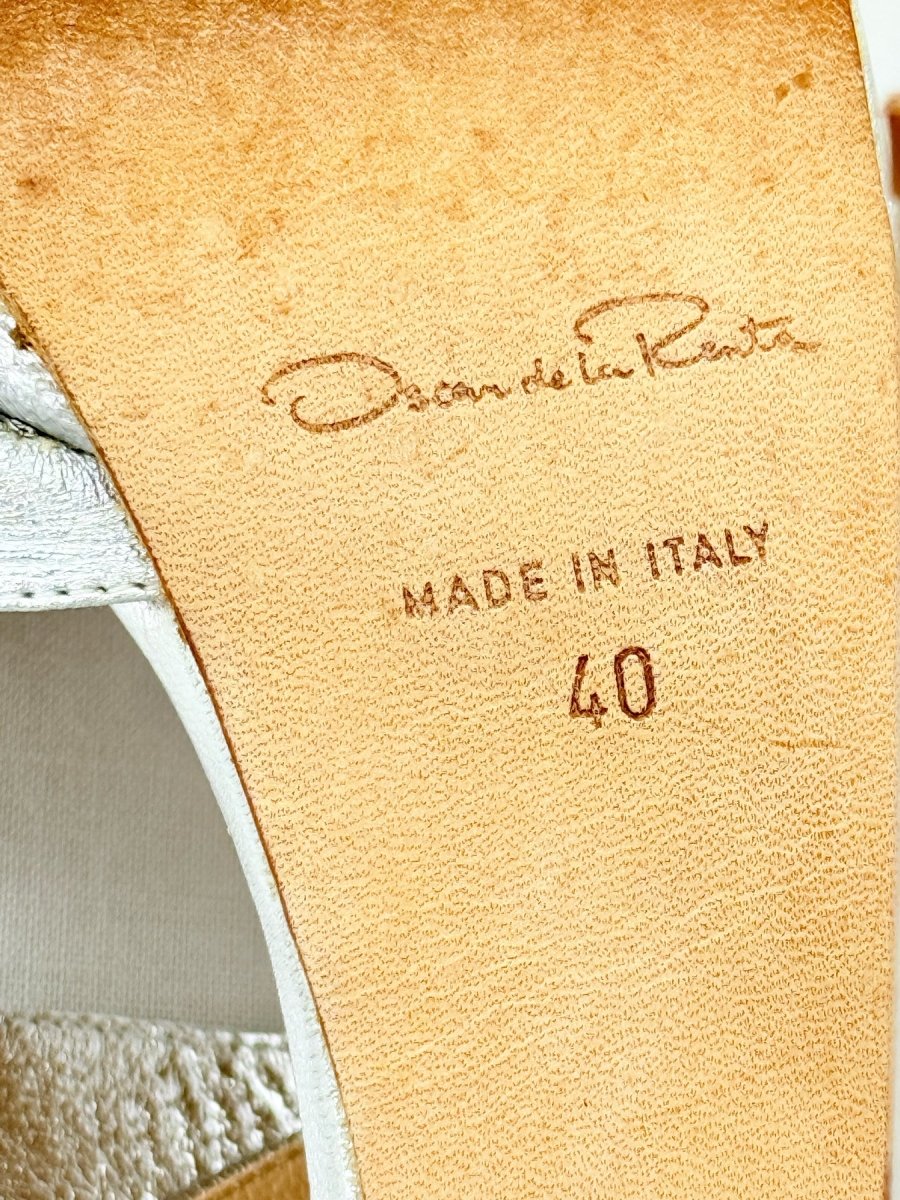 Oscar de la Renta
MADE IN ITALY
40